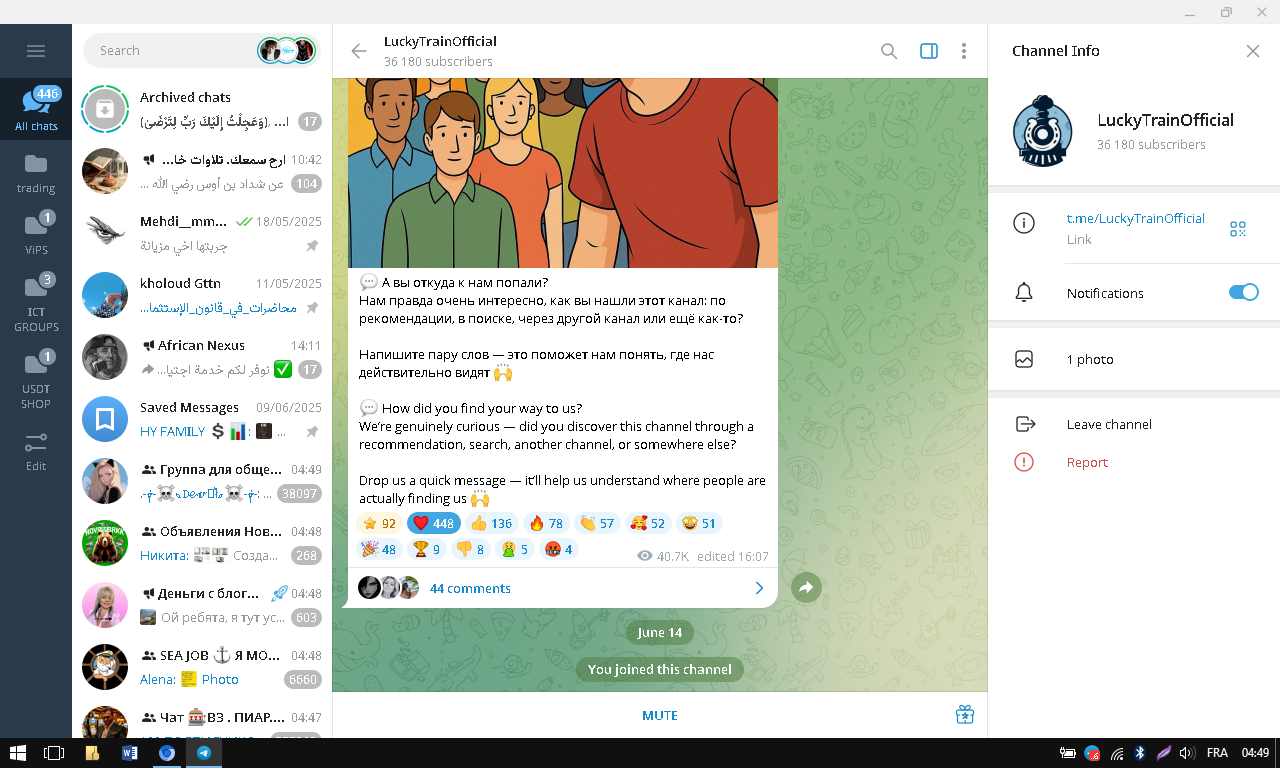 446
All chats
trading
1
ViPS
3
ICT
GROUPS
1
USDT
SHOP
Edit
Search
Archived chats
(وَعَجِلْتُ إِلَيْكَ رَبِّ لِتَرْضَىٰ), ا...
17
ارح سمعك. تلاوات خا...
10:42
عن شداد بن أوس رضي الله ...
104
Mehdi__mm...
18/05/2025
جربتها اخي مزيانة
kholoud Gttn
11/05/2025
محاضرات_في_قانون_الإستثما...
African Nexus
14:11
نوفر لكم خدمة اجتيا...
17
Saved Messages
09/06/2025
HY FAMILY 💲📊: ...
Группа для обще...
04:49
38097
Объявления Нов...
04:48
Никита: Созда...
268
Деньги с блог... 🚀
04:48
Ой ребята, я тут ус...
603
SEA JOB ⚓ Я МО...
04:48
Alena: Photo
6660
Чат 🎰ВЗ . ПИАР....
04:47
LuckyTrainOfficial
36 180 subscribers
💬 А вы откуда к нам попали?
Нам правда очень интересно, как вы нашли этот канал: по
рекомендации, в поиске, через другой канал или ещё как-то?
Напишите пару слов — это поможет нам понять, где нас
действительно видят 🙌
💬 How did you find your way to us?
We're genuinely curious — did you discover this channel through a
recommendation, search, another channel, or somewhere else?
Drop us a quick message — it'll help us understand where people are
actually finding us 🙌
⭐ 92 ❤️ 448 👍 136 🔥 78 👏 57 🥰 52 🤩 51
🎉 48 🏆 9 👎 8 🤮 5 🤬 4
40.7K edited 16:07
44 comments
June 14
You joined this channel
MUTE
Channel Info
LuckyTrainOfficial
36 180 subscribers
t.me/LuckyTrainOfficial
Link
Notifications
1 photo
Leave channel
Report
FRA
04:49